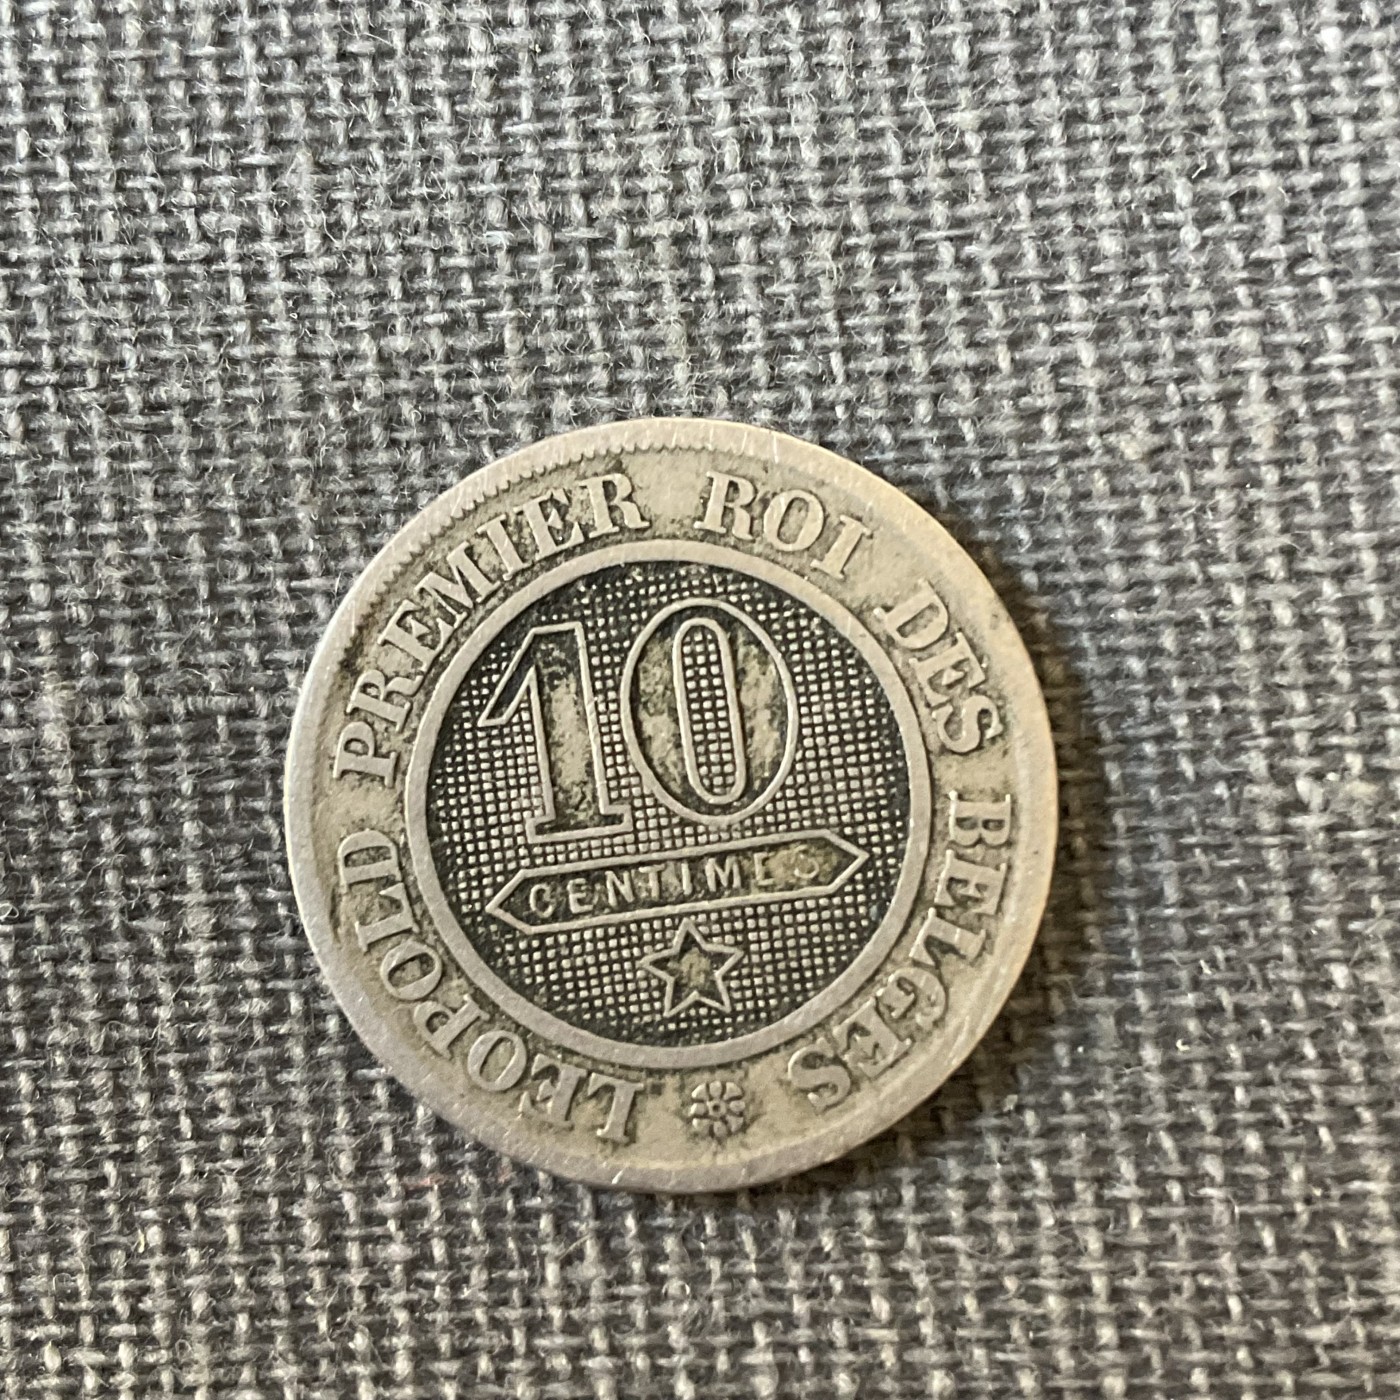 LEOPOLD PREMIER ROI DES BELGES
10
CENTIMES